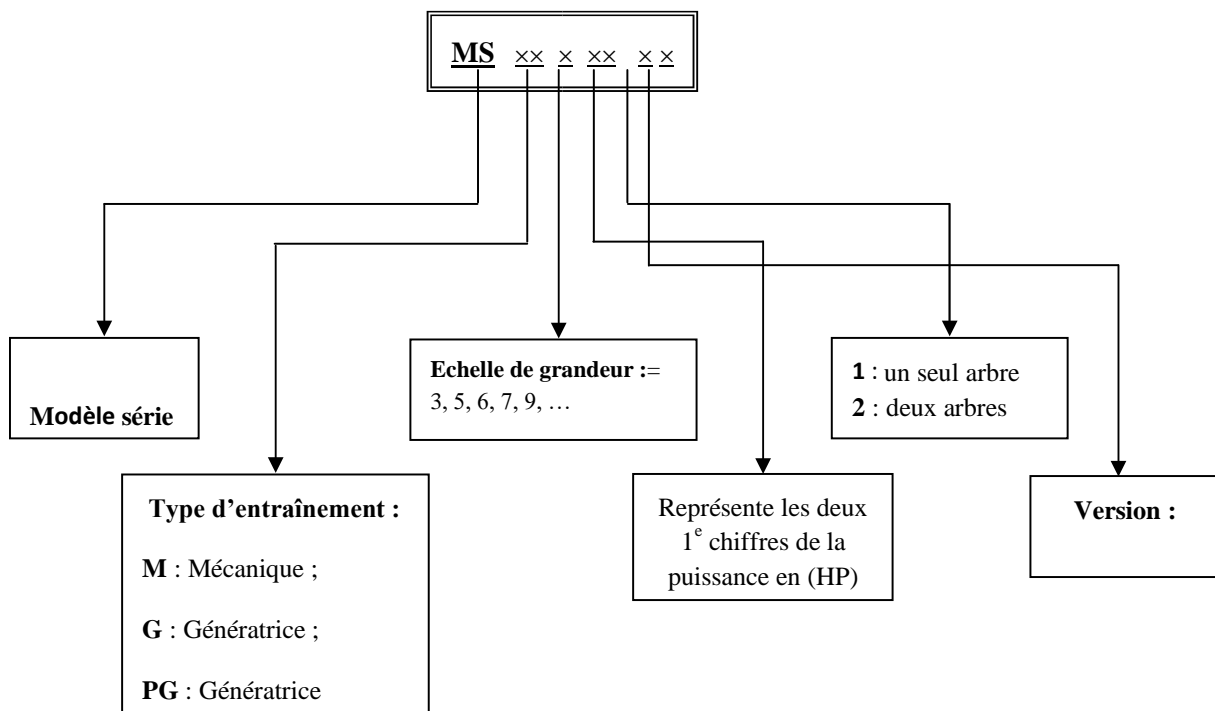 MS ×× × ×× × ×
Modèle série
Echelle de grandeur :=
3, 5, 6, 7, 9, …
1 : un seul arbre
2 : deux arbres
Type d’entraînement :
M : Mécanique ;
G : Génératrice ;
PG : Génératrice
Représente les deux
1e chiffres de la
puissance en (HP)
Version :